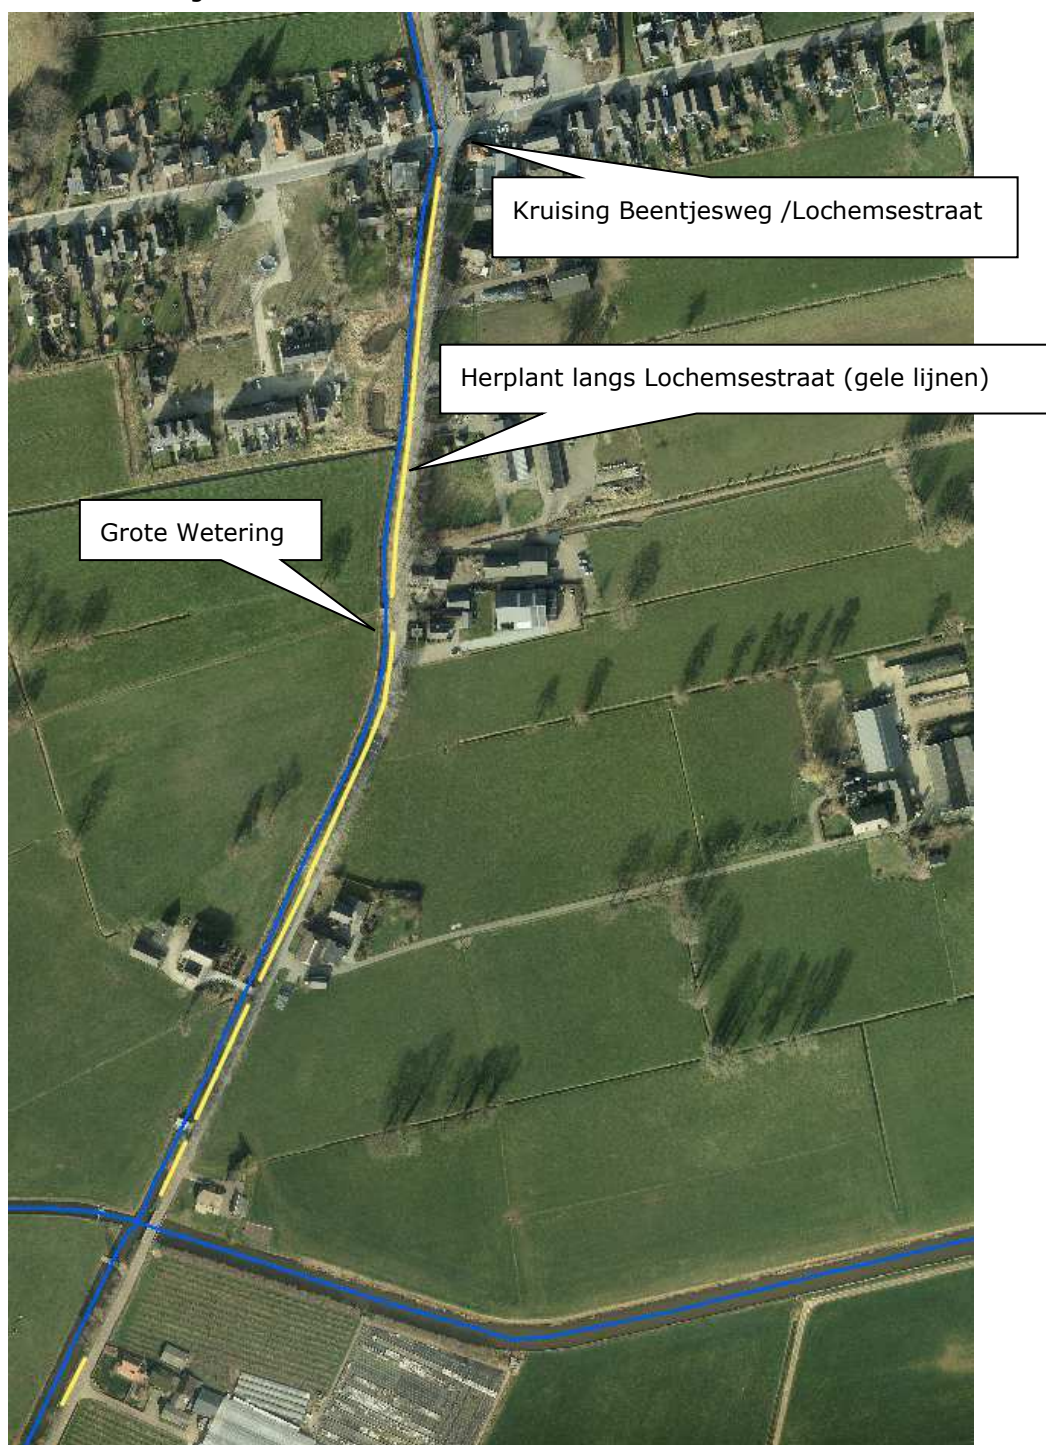 Kruising Beentjesweg /Lochemsestraat
Herplant langs Lochemsestraat (gele lijnen)
Grote Wetering